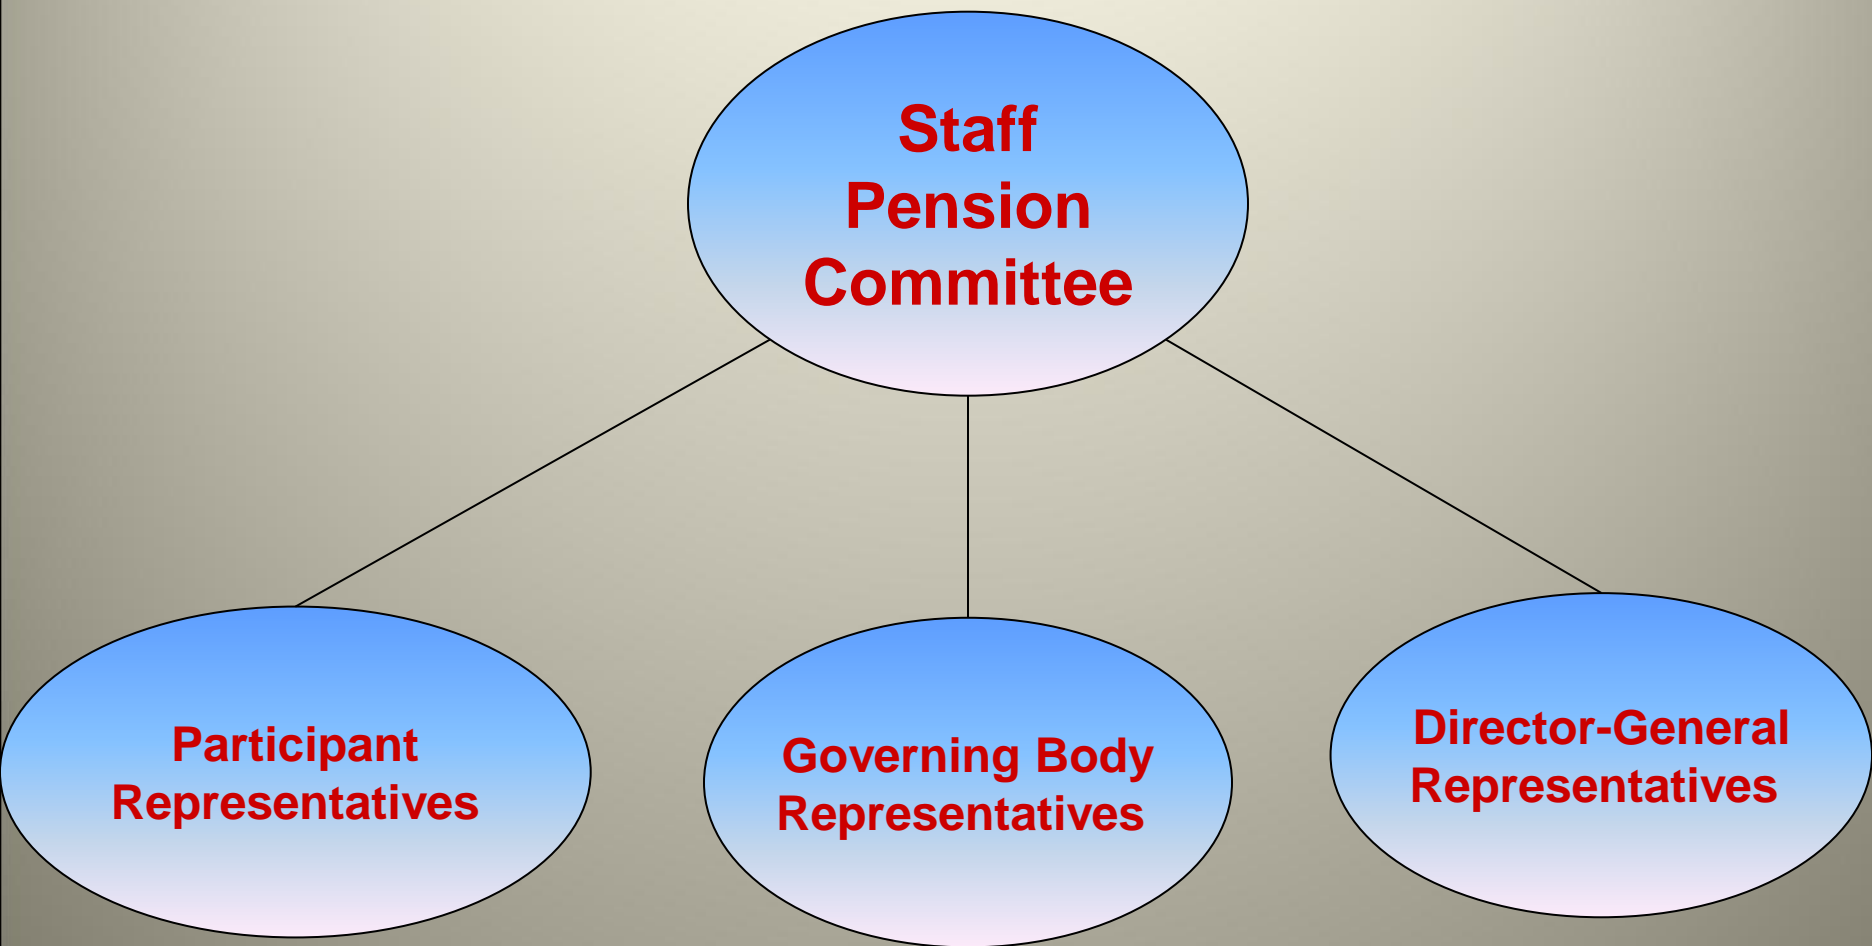 Staff
Pension
Committee
Participant
Representatives
Governing Body
Representatives
Director-General
Representatives